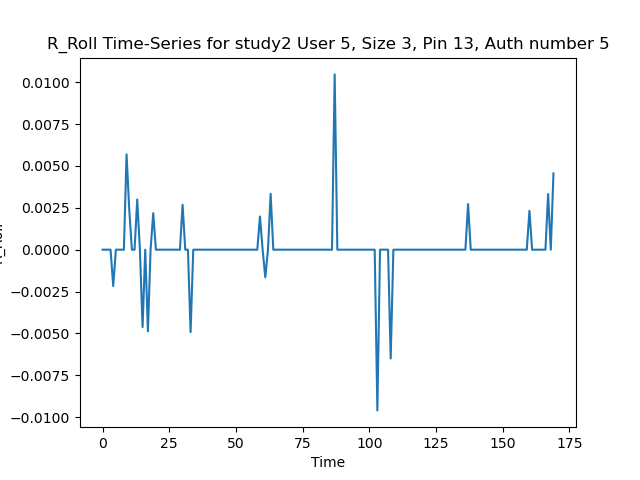 R_Roll Time-Series for study2 User 5, Size 3, Pin 13, Auth number 5
0.0100
0.0075
0.0050
0.0025
0.0000
−0.0025
−0.0050
−0.0075
−0.0100
R_Roll
0 25 50 75 100 125 150 175
Time